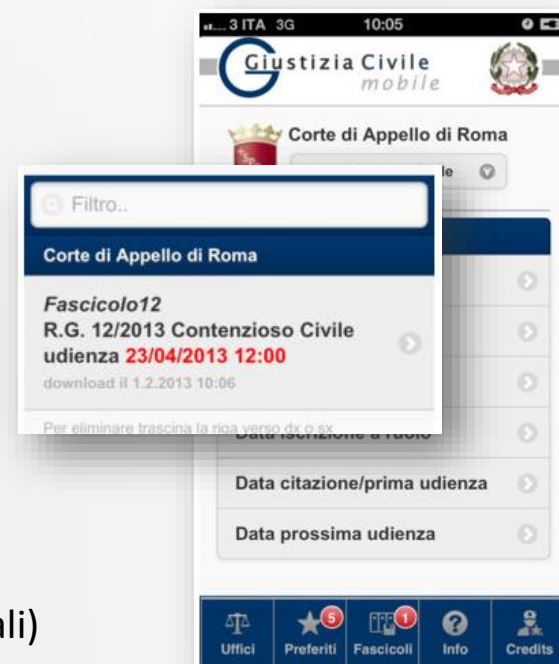 3 ITA 3G 10:05
Giustizia Civile
mobile
Corte di Appello di Roma
Filtro..
Corte di Appello di Roma
Fascicolo12
R.G. 12/2013 Contenzioso Civile
udienza 23/04/2013 12:00
download il 1.2.2013 10:06
Per eliminare trascina la riga verso dx o sx
Data iscrizione a ruolo
Data citazione/prima udienza
Data prossima udienza
ali)
5 1
Uffici Preferiti Fascicoli Info Credits